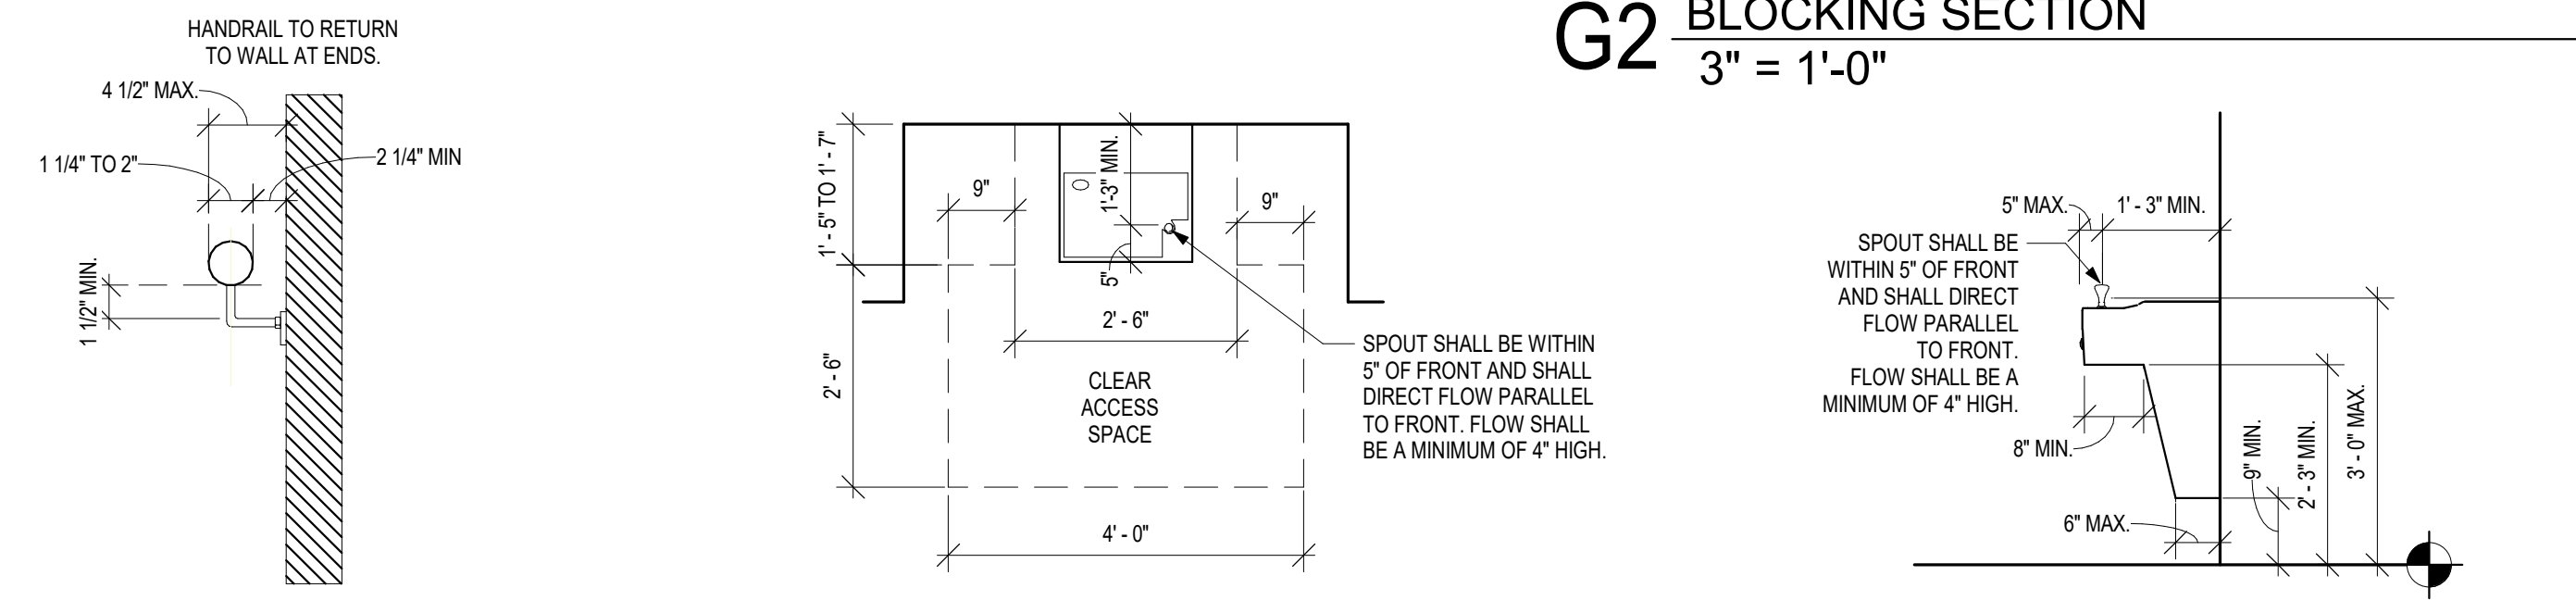 G2 BLOCKING SECTION
3" = 1'-0"
HANDRAIL TO RETURN
TO WALL AT ENDS.
4 1/2" MAX.
1 1/4" TO 2"
2 1/4" MIN
1 1/2" MIN.
1' - 5" TO 1' - 7"
2' - 6"
9"
1'-3" MIN.
9"
5"
2' - 6"
CLEAR
ACCESS
SPACE
4' - 0"
SPOUT SHALL BE WITHIN
5" OF FRONT AND SHALL
DIRECT FLOW PARALLEL
TO FRONT. FLOW SHALL
BE A MINIMUM OF 4" HIGH.
5" MAX.
1' - 3" MIN.
SPOUT SHALL BE
WITHIN 5" OF FRONT
AND SHALL DIRECT
FLOW PARALLEL
TO FRONT.
FLOW SHALL BE A
MINIMUM OF 4" HIGH.
8" MIN.
6" MAX.
9" MIN.
2' - 3" MIN.
3' - 0" MAX.